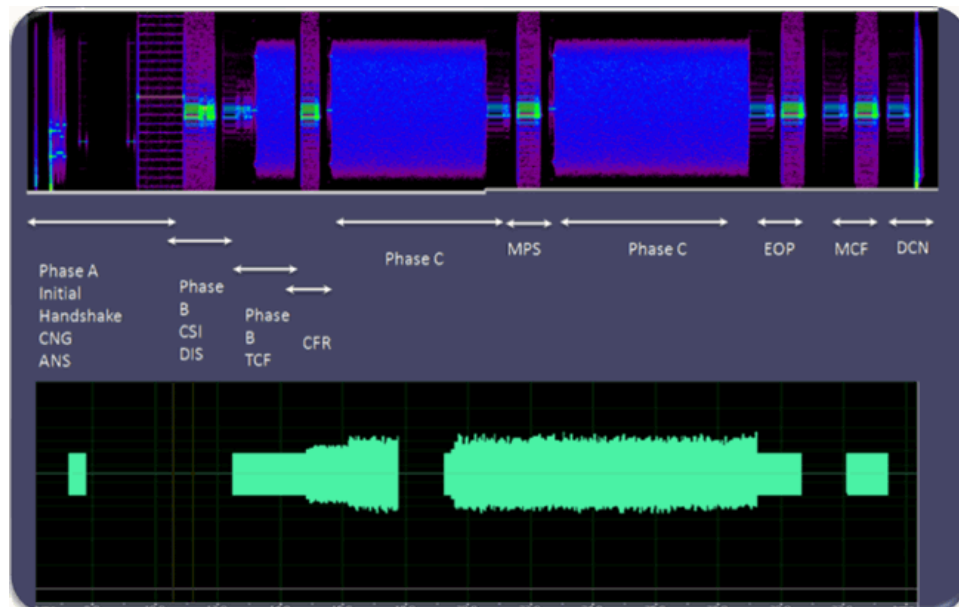 Phase A
Initial
Handshake
CNG
ANS
Phase
B
CSI
DIS
Phase
B
TCF
CFR
Phase C
MPS
Phase C
EOP
MCF
DCN